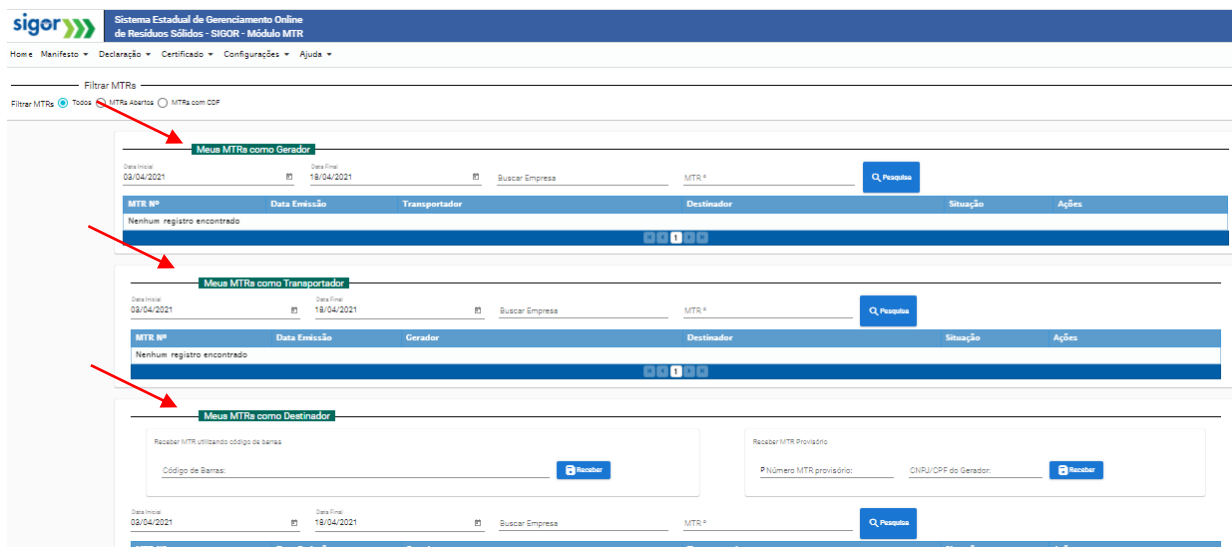 sigor
Sistema Estadual de Gerenciamento Online
de Resíduos Sólidos - SIGOR - Módulo MTR
Home Manifesto Declaração Certificado Configurações Ajuda
Filtrar MTRs
Filtrar MTRs Todos MTRs Abertos MTRs com CDF
Meus MTRs como Gerador
Data Inicial Data Final
03/04/2021 18/04/2021 Buscar Empresa MTR º Pesquisa
MTR Nº Data Emissão Transportador Destinador Situação Ações
Nenhum registro encontrado
1
Meus MTRs como Transportador
Data Inicial Data Final
03/04/2021 18/04/2021 Buscar Empresa MTR º Pesquisa
MTR Nº Data Emissão Gerador Destinador Situação Ações
Nenhum registro encontrado
1
Meus MTRs como Destinador
Receber MTR utilizando código de barras Receber MTR Provisório
Código de Barras: Receber º Número MTR provisório: CNPJ/CPF do Gerador: Receber
Data Inicial Data Final
03/04/2021 18/04/2021 Buscar Empresa MTR º Pesquisa